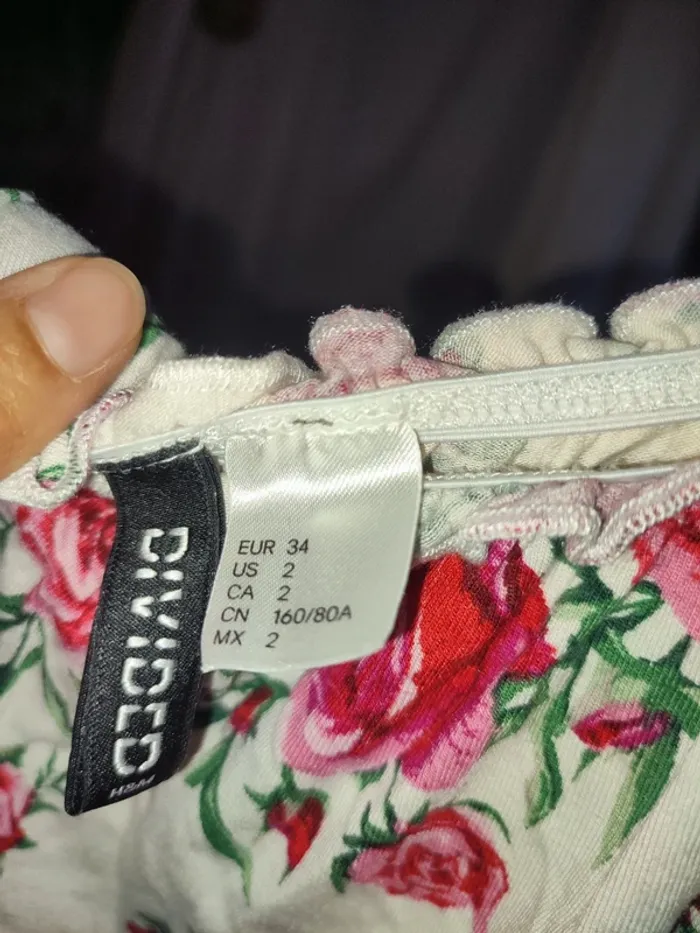 DIVIDED
H&M
EUR 34
US 2
CA 2
CN 160/80A
MX 2